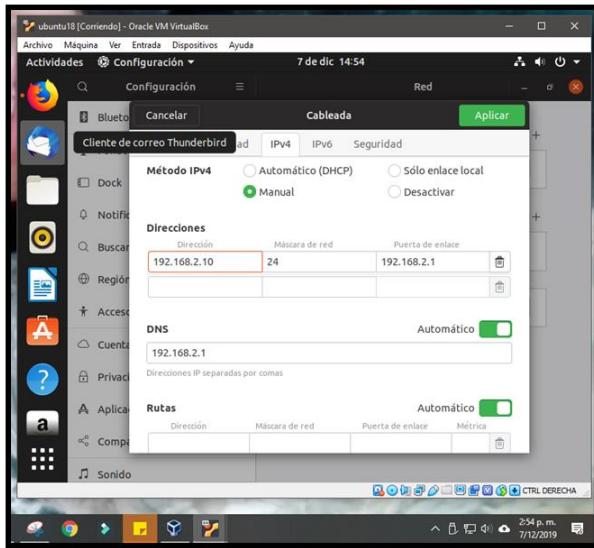 ubuntu18 [Corriendo] - Oracle VM VirtualBox
Archivo Máquina Ver Entrada Dispositivos Ayuda
Actividades Configuración 7 de dic 14:54
Configuración Red
Blueto
Cancelar Cableada Aplicar
Cliente de correo Thunderbird
ad IPv4 IPv6 Seguridad
Método IPv4 Automático (DHCP) Sólo enlace local
Manual Desactivar
Dock
Notific
Direcciones
Dirección Máscara de red Puerta de enlace
Buscar
192.168.2.10 24 192.168.2.1
Región
Acceso
DNS Automático
Cuenta
192.168.2.1
Direcciones IP separadas por comas
Privaci
Rutas Automático
Aplica
Dirección Máscara de red Puerta de enlace Métrica
Compa
Sonido
CTRL DERECHA
2:54 p. m.
7/12/2019